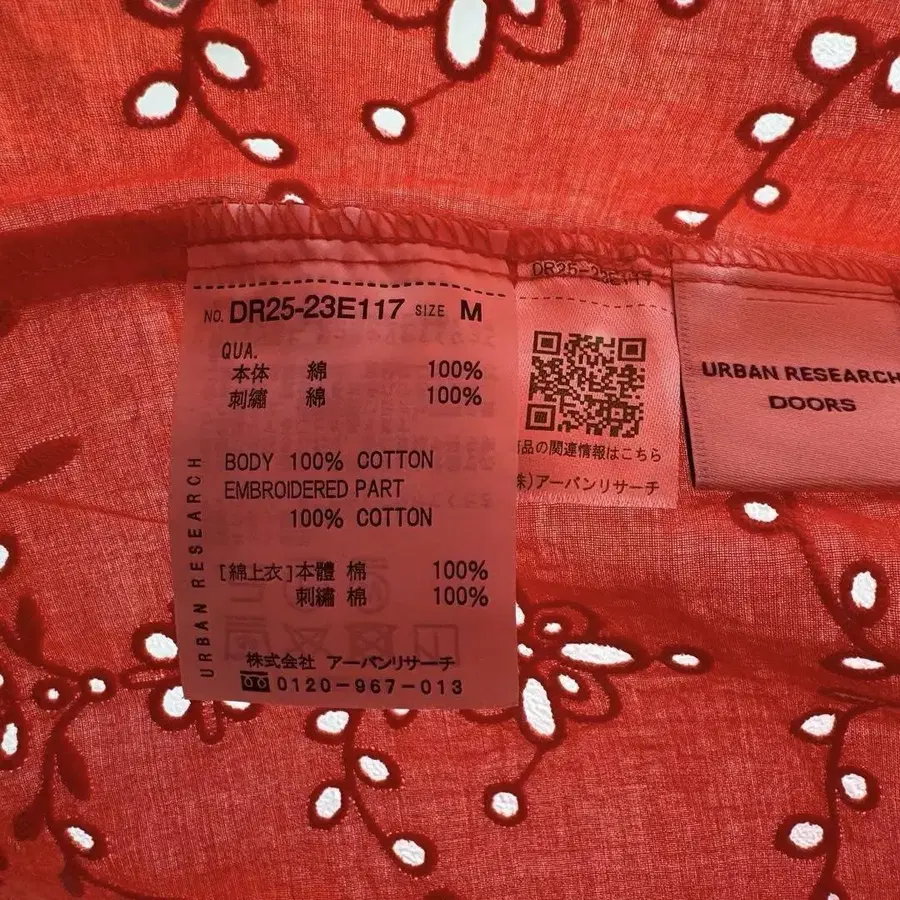 NO. DR25-23E117 SIZE M
QUA.
本体 綿 100%
刺繍 綿 100%
BODY 100% COTTON
EMBROIDERED PART
100% COTTON
[綿上衣]本體 棉 100%
刺繍 棉 100%
株式会社 アーバンリサーチ
0120-967-013
URBAN RESEARCH
DR25-23E117
品の関連情報はこちら
株)アーバンリサーチ
URBAN RESEARCH
DOORS